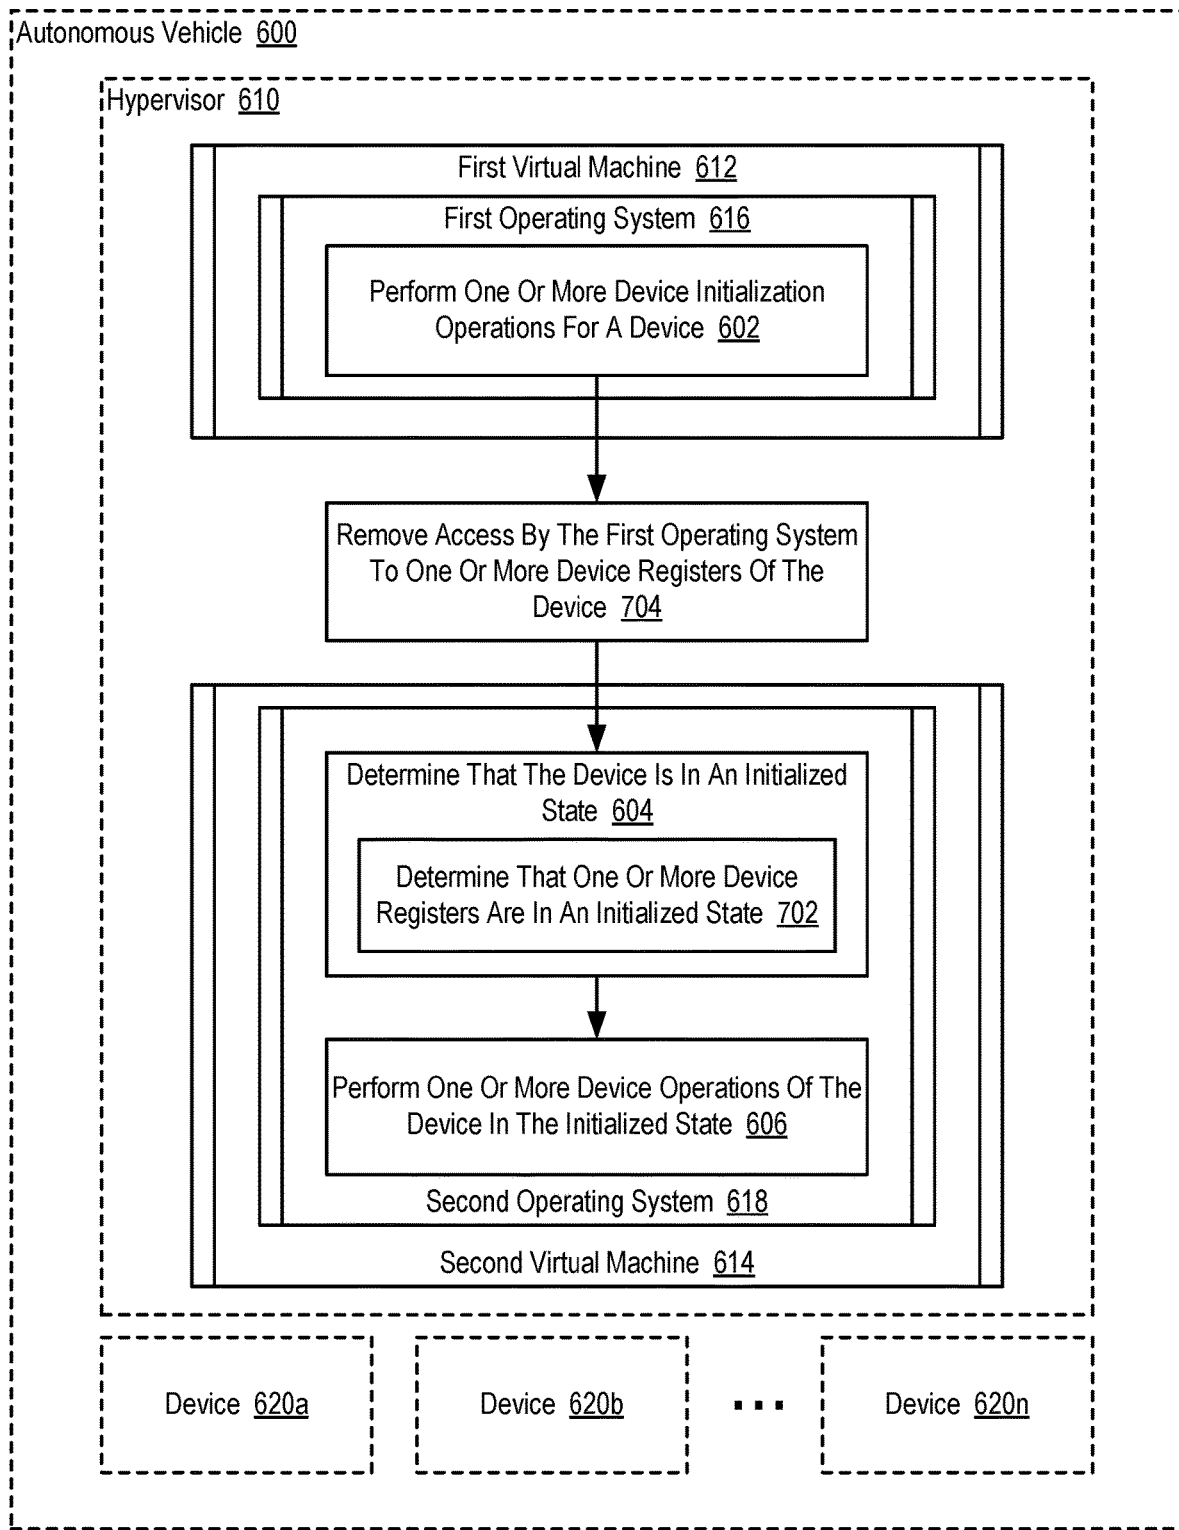 Autonomous Vehicle 600
Hypervisor 610
First Virtual Machine 612
First Operating System 616
Perform One Or More Device Initialization
Operations For A Device 602
Remove Access By The First Operating System
To One Or More Device Registers Of The
Device 704
Determine That The Device Is In An Initialized
State 604
Determine That One Or More Device
Registers Are In An Initialized State 702
Perform One Or More Device Operations Of The
Device In The Initialized State 606
Second Operating System 618
Second Virtual Machine 614
Device 620a
Device 620b
...
Device 620n